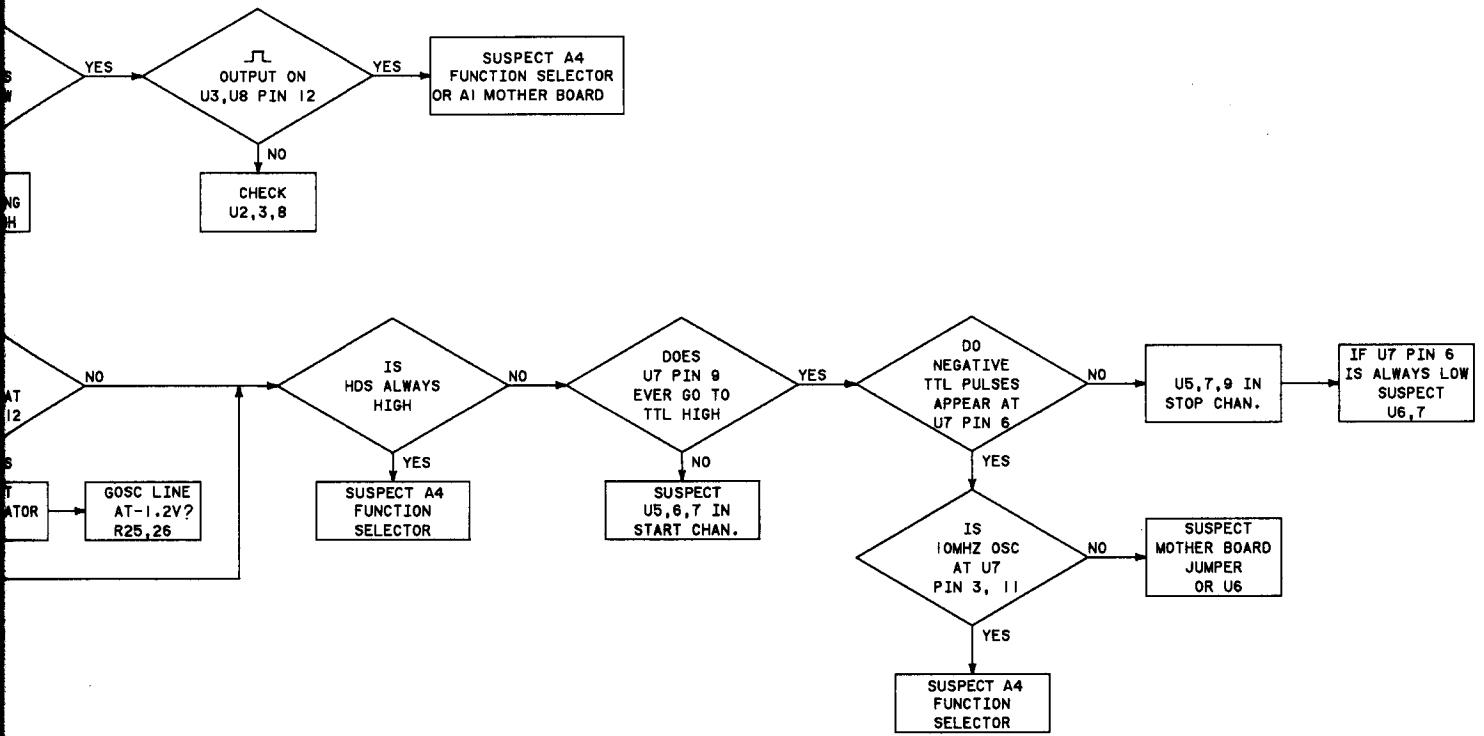 YES
OUTPUT ON
U3,U8 PIN 12
YES
SUSPECT A4
FUNCTION SELECTOR
OR A1 MOTHER BOARD
NO
CHECK
U2,3,8
NO
IS
HDS ALWAYS
HIGH
NO
DOES
U7 PIN 9
EVER GO TO
TTL HIGH
YES
DO
NEGATIVE
TTL PULSES
APPEAR AT
U7 PIN 6
NO
U5,7,9 IN
STOP CHAN.
IF U7 PIN 6
IS ALWAYS LOW
SUSPECT
U6,7
AT
12
GOSC LINE
AT-1.2V?
R25,26
YES
SUSPECT A4
FUNCTION
SELECTOR
NO
SUSPECT
U5,6,7 IN
START CHAN.
YES
IS
10MHZ OSC
AT U7
PIN 3, 11
NO
SUSPECT
MOTHER BOARD
JUMPER
OR U6
YES
SUSPECT A4
FUNCTION
SELECTOR